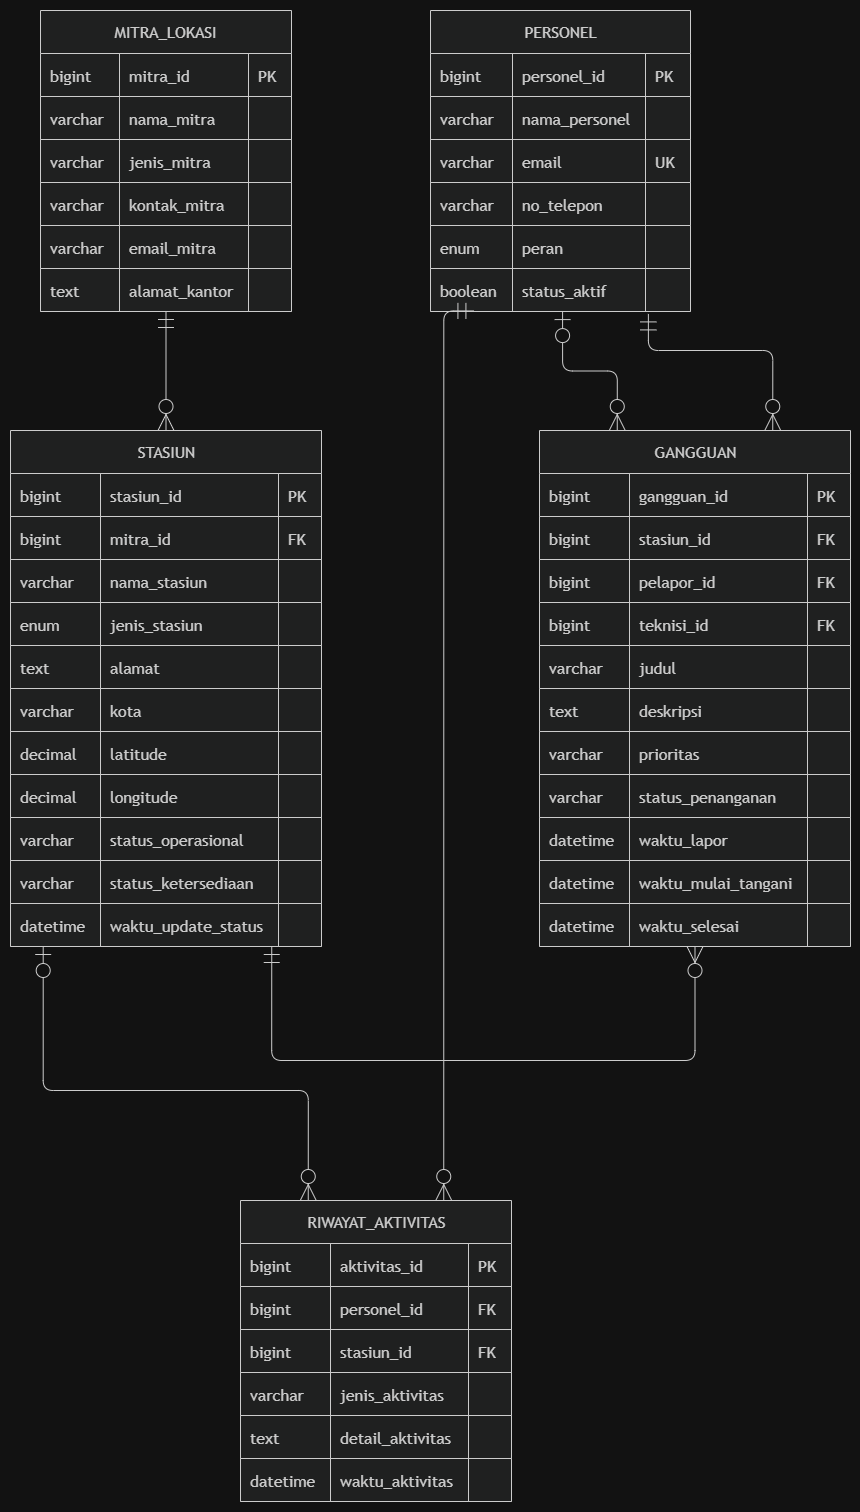 MITRA_LOKASI
bigint mitra_id PK
varchar nama_mitra
varchar jenis_mitra
varchar kontak_mitra
varchar email_mitra
text alamat_kantor
PERSONEL
bigint personel_id PK
varchar nama_personel
varchar email UK
varchar no_telepon
enum peran
boolean status_aktif
STASIUN
bigint stasiun_id PK
bigint mitra_id FK
varchar nama_stasiun
enum jenis_stasiun
text alamat
varchar kota
decimal latitude
decimal longitude
varchar status_operasional
varchar status_ketersediaan
datetime waktu_update_status
GANGGUAN
bigint gangguan_id PK
bigint stasiun_id FK
bigint pelapor_id FK
bigint teknisi_id FK
varchar judul
text deskripsi
varchar prioritas
varchar status_penanganan
datetime waktu_lapor
datetime waktu_mulai_tangani
datetime waktu_selesai
RIWAYAT_AKTIVITAS
bigint aktivitas_id PK
bigint personel_id FK
bigint stasiun_id FK
varchar jenis_aktivitas
text detail_aktivitas
datetime waktu_aktivitas